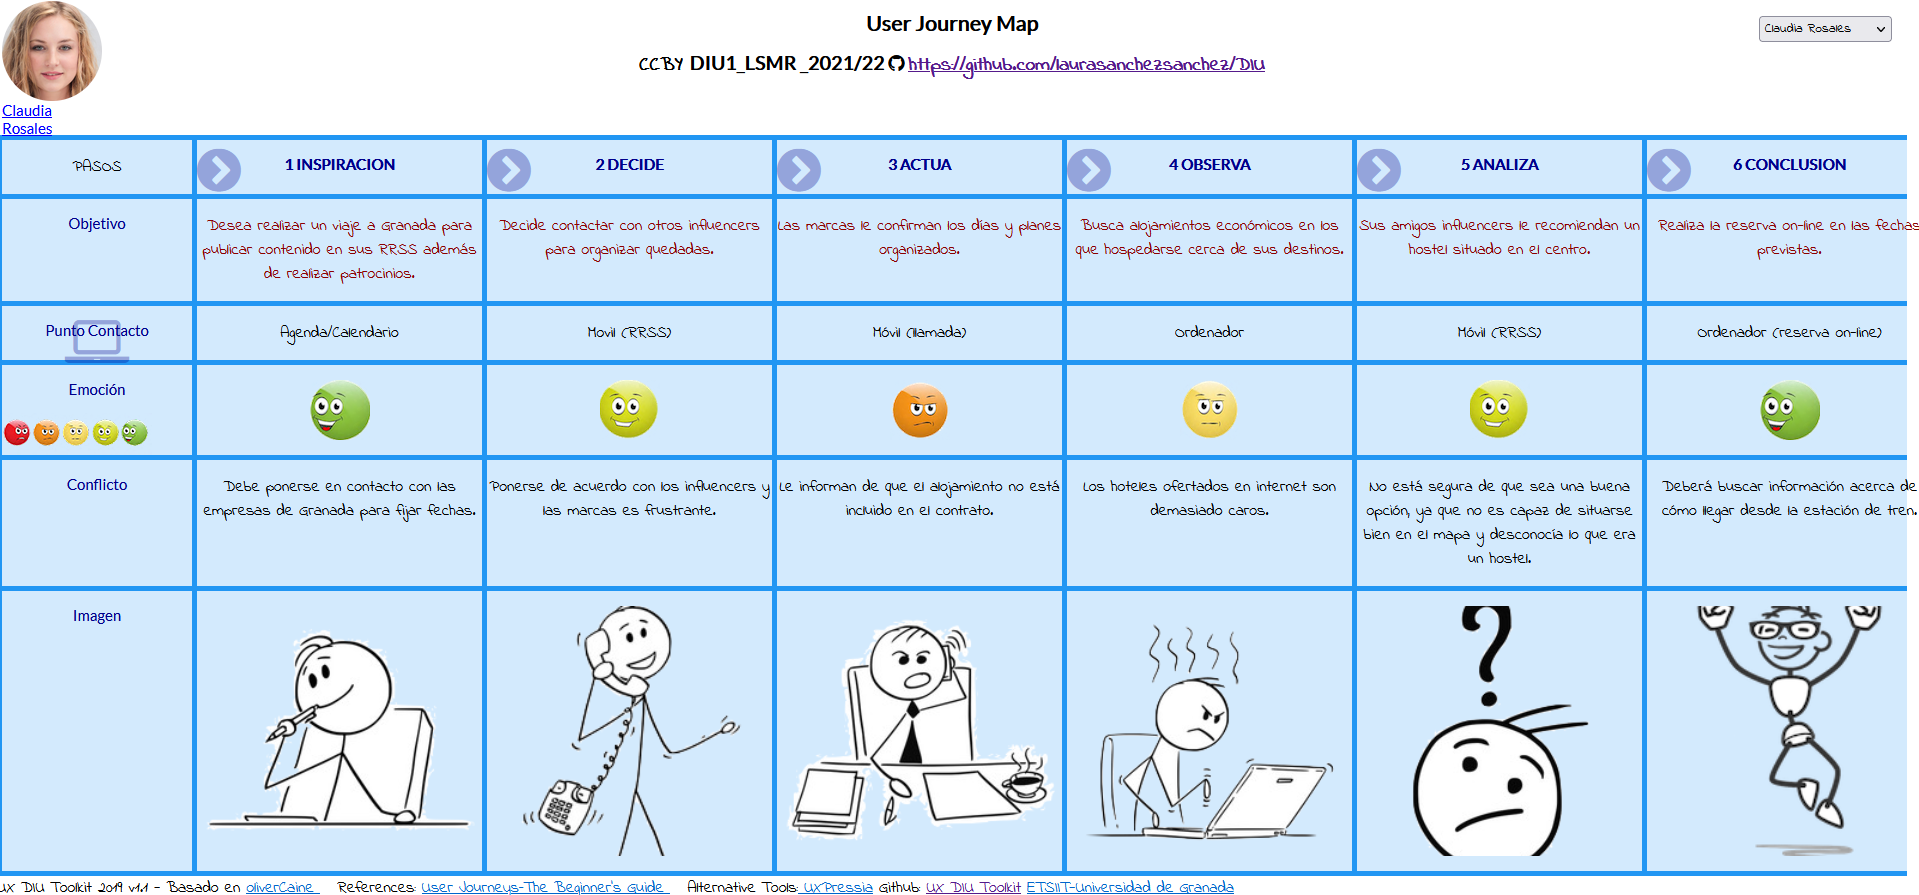 User Journey Map
Claudia Rosales
CCBY DIU1_LSMR_2021/22 https://github.com/laurasanchezsanchez/DIU
Claudia
Rosales
PASOS
1 INSPIRACION
2 DECIDE
3 ACTUA
4 OBSERVA
5 ANALIZA
6 CONCLUSION
Objetivo
Desea realizar un viaje a Granada para
publicar contenido en sus RRSS además
de realizar patrocinios.
Decide contactar con otros influencers
para organizar quedadas.
Las marcas le confirman los días y planes
organizados.
Busca alojamientos económicos en los
que hospedarse cerca de sus destinos.
Sus amigos influencers le recomiendan un
hostel situado en el centro.
Realiza la reserva on-line en las fechas
previstas.
Punto Contacto
Agenda/Calendario
Movil (RRSS)
Móvil (llamada)
Ordenador
Móvil (RRSS)
Ordenador (reserva on-line)
Emoción
Conflicto
Debe ponerse en contacto con las
empresas de Granada para fijar fechas.
Ponerse de acuerdo con los influencers y
las marcas es frustrante.
Le informan de que el alojamiento no está
incluido en el contrato.
Los hoteles ofertados en internet son
demasiado caros.
No está segura de que sea una buena
opción, ya que no es capaz de situarse
bien en el mapa y desconocía lo que era
un hostel.
Deberá buscar información acerca de
cómo llegar desde la estación de tren.
Imagen
?
UX DIU Toolkit 2019 v1.1 - Basado en oliverCaine References: User Journeys-The Beginner's Guide Alternative Tools: UXPressia Github: UX DIU Toolkit ETSIIT-Universidad de Granada